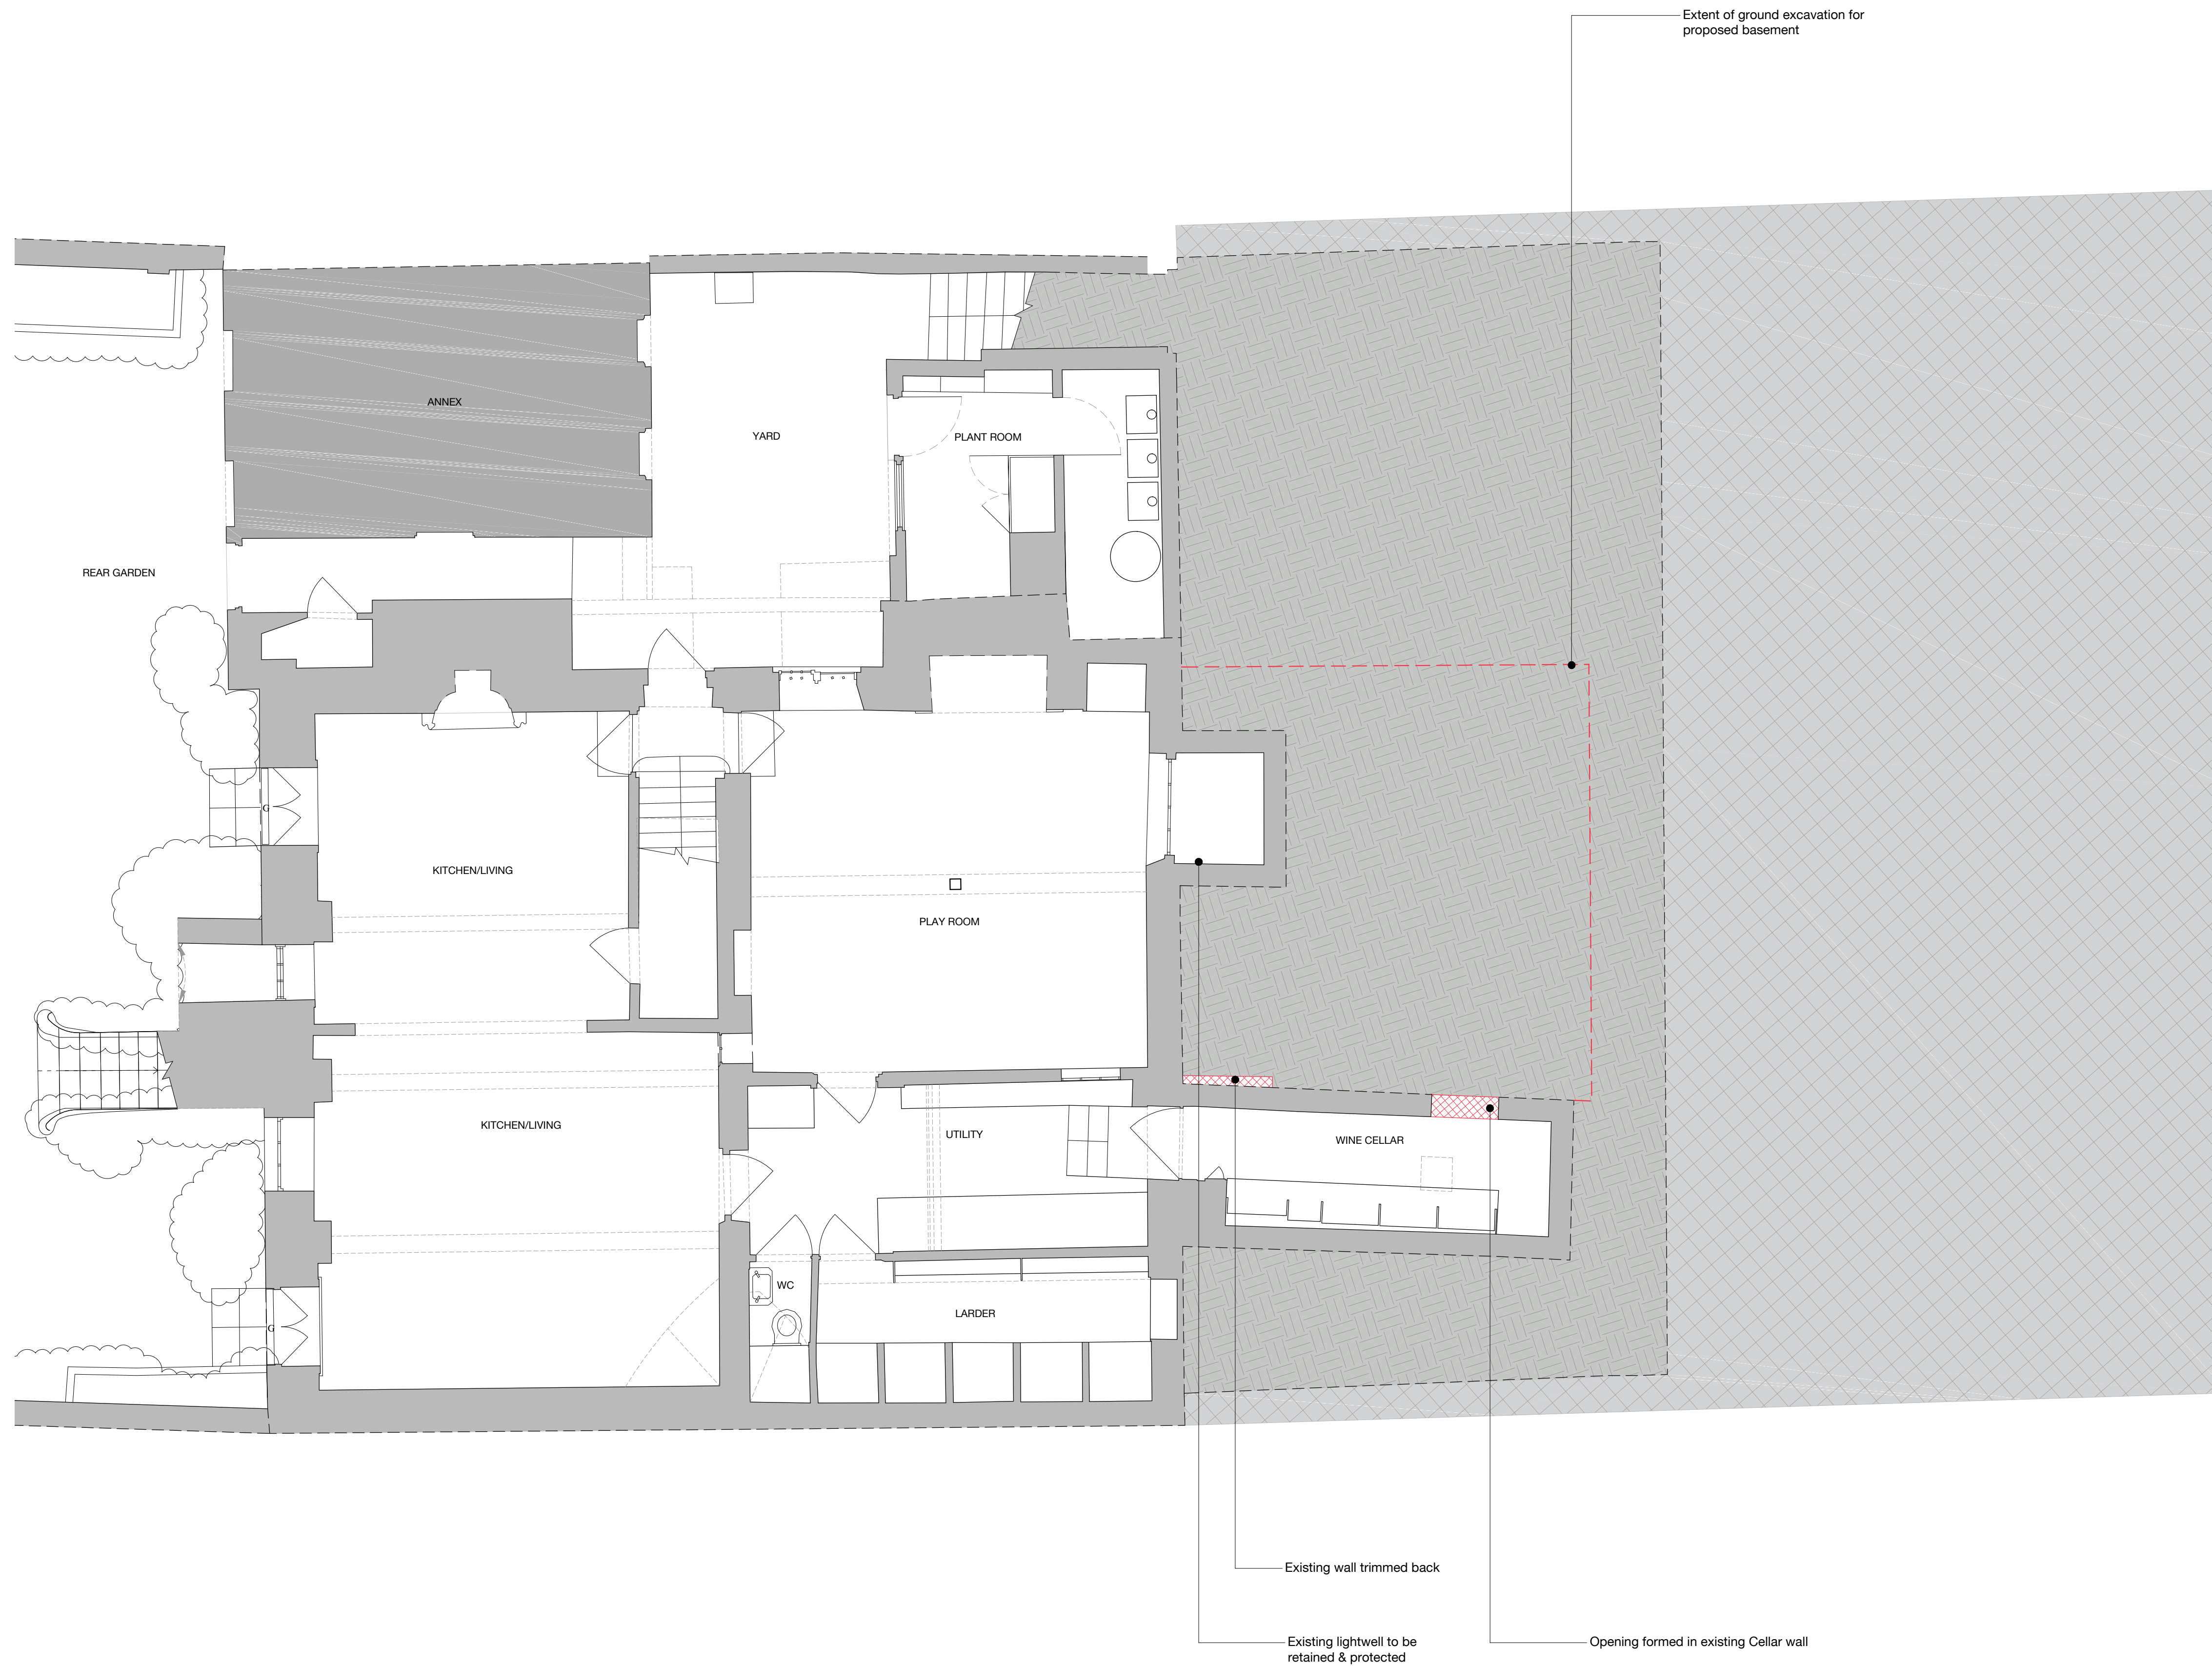 Extent of ground excavation for
proposed basement
ANNEX
YARD
PLANT ROOM
REAR GARDEN
G
KITCHEN/LIVING
PLAY ROOM
KITCHEN/LIVING
UTILITY
WINE CELLAR
WC
LARDER
G
Existing wall trimmed back
Existing lightwell to be
retained & protected
Opening formed in existing Cellar wall